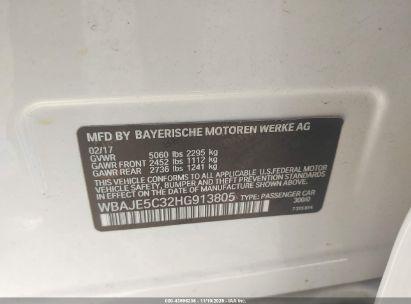 MFD BY BAYERISCHE MOTOREN WERKE AG
02/17
GVWR 5060 lbs 2295 kg
GAWR FRONT 2452 lbs 1112 kg
GAWR REAR 2736 lbs 1241 kg
THIS VEHICLE CONFORMS TO ALL APPLICABLE U.S. FEDERAL MOTOR
VEHICLE SAFETY, BUMPER, AND THEFT PREVENTION STANDARDS
IN EFFECT ON THE DATE OF MANUFACTURE SHOWN ABOVE.
WBAJE5C32HG913805 TYPE: PASSENGER CAR
300/0